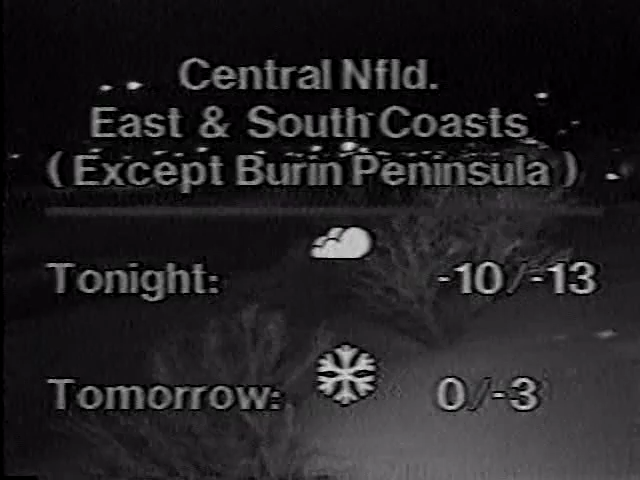 Central Nfld.
East & South Coasts
(Except Burin Peninsula)
Tonight: -10/-13
Tomorrow: 0/-3